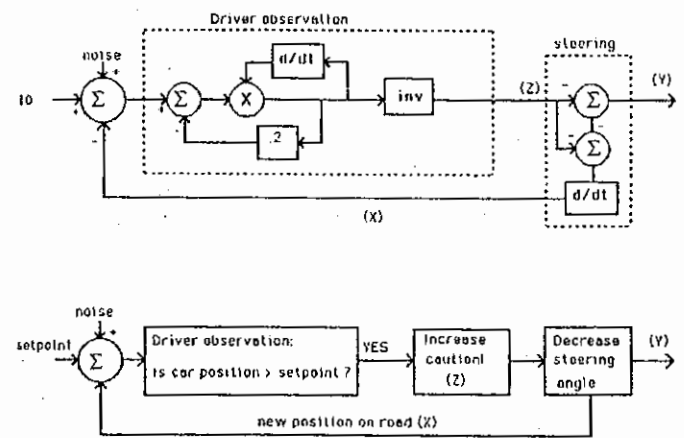 Driver observation
steering
noise
+
d/dt
10
+
Σ
-
+
Σ
-
X
inv
(Z)
-
Σ
(Y)
-
.2
-
Σ
d/dt
(X)
noise
+
setpoint
Σ
Driver observation:
is car position > setpoint ?
YES
Increase
caution!
(Z)
Decrease
steering
angle
(Y)
new position on road (X)